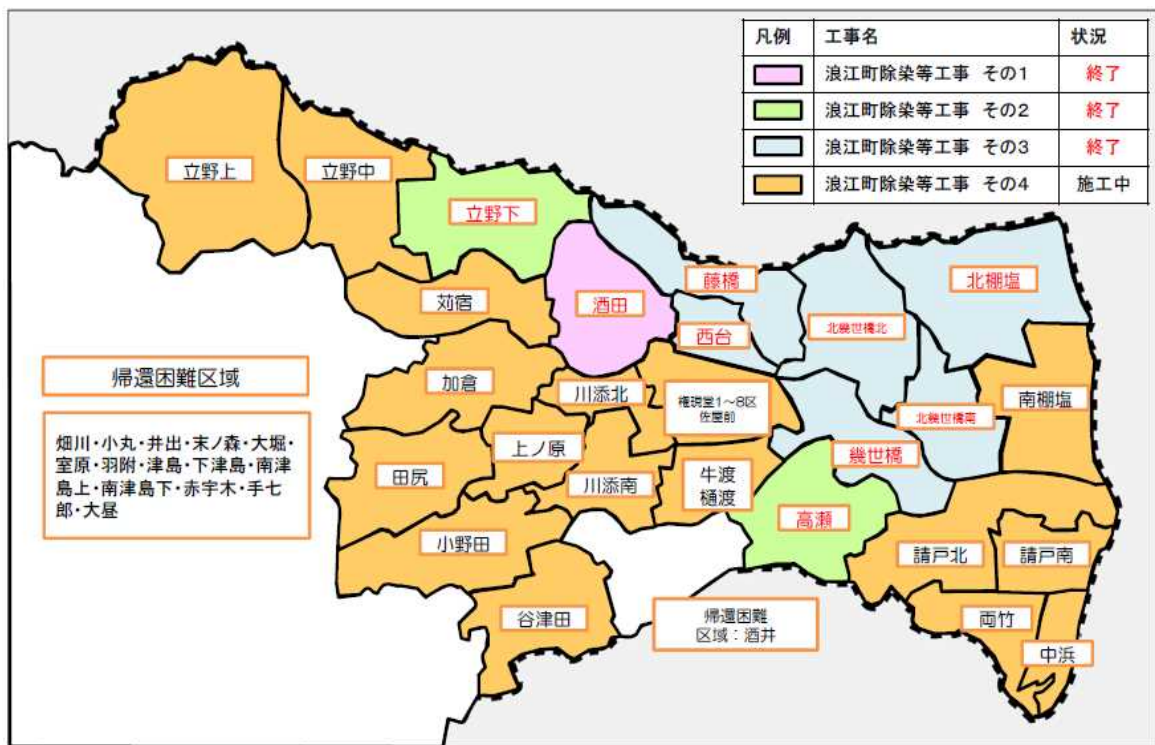 凡例 工事名 状況
浪江町除染等工事 その1 終了
浪江町除染等工事 その2 終了
浪江町除染等工事 その3 終了
浪江町除染等工事 その4 施工中
立野上
立野中
立野下
藤橋
北棚塩
酒田
苅宿
西台
北幾世橋北
帰還困難区域
加倉
川添北
権現堂1～8区
佐屋前
北幾世橋南
南棚塩
畑川・小丸・井出・末ノ森・大堀・
室原・羽附・津島・下津島・南津
島上・南津島下・赤宇木・手七
郎・大昼
上ノ原
幾世橋
田尻
川添南
牛渡
樋渡
高瀬
小野田
請戸北
請戸南
谷津田
帰還困難
区域：酒井
両竹
中浜